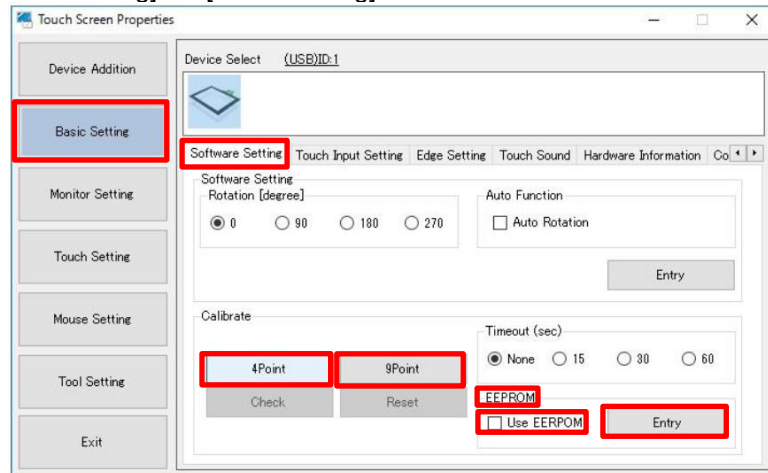 Touch Screen Properties
Device Addition
Basic Setting
Monitor Setting
Touch Setting
Mouse Setting
Tool Setting
Exit
Device Select (USB)ID:1
Software Setting Touch Input Setting Edge Setting Touch Sound Hardware Information Co
Software Setting
Rotation [degree]
0 90 180 270
Auto Function
Auto Rotation
Entry
Calibrate
4Point 9Point
Check Reset
Timeout (sec)
None 15 30 60
EEPROM
Use EERPOM Entry